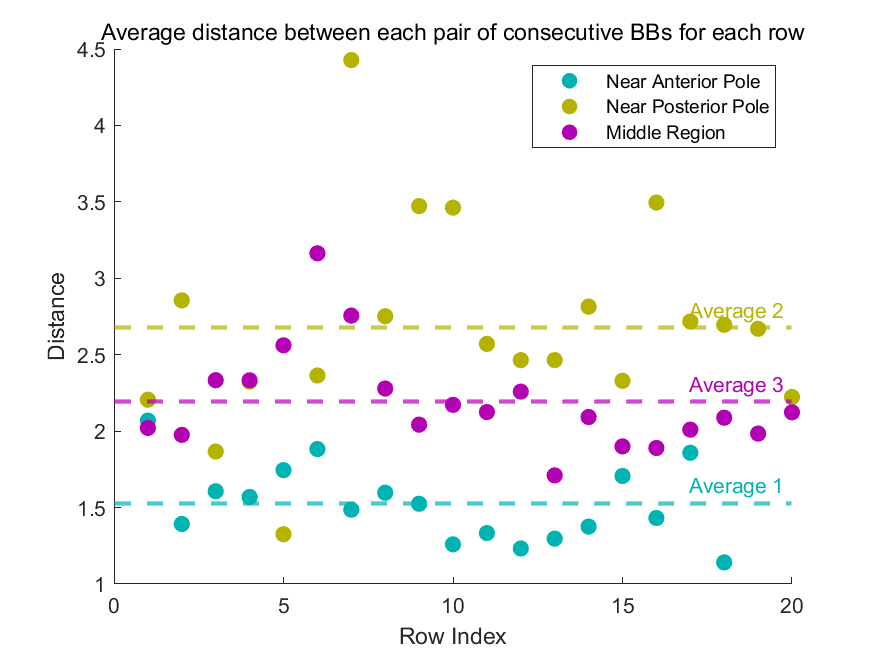 Average distance between each pair of consecutive BBs for each row
4.5
4
3.5
3
2.5
2
1.5
1
Distance
Near Anterior Pole
Near Posterior Pole
Middle Region
Average 2
Average 3
Average 1
0 5 10 15 20
Row Index